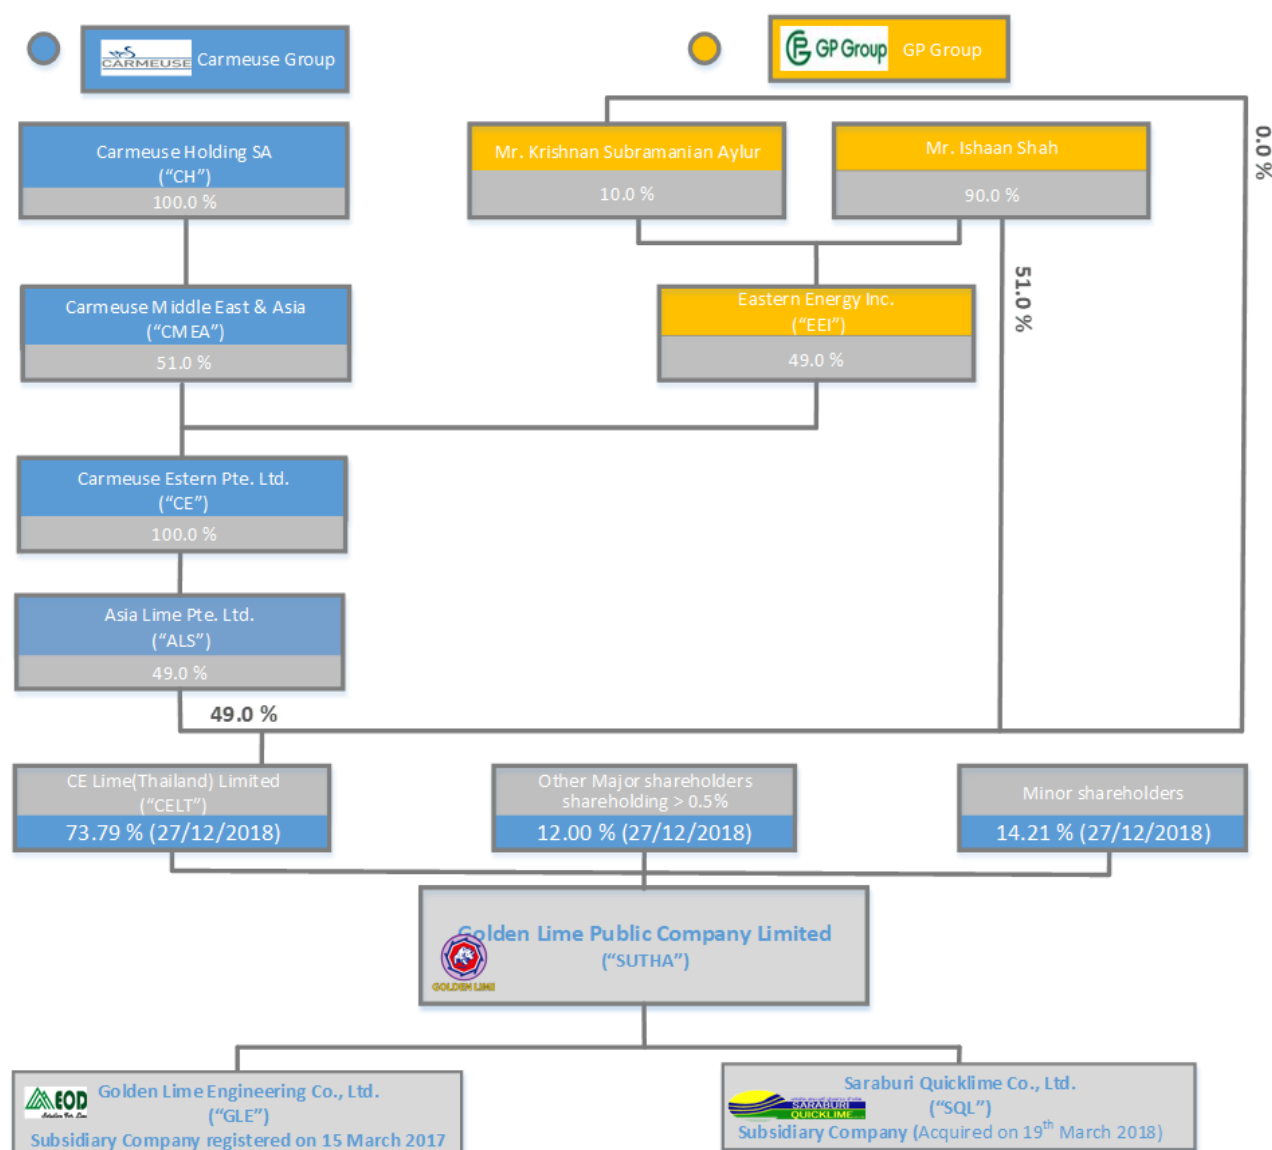 CARMEUSE
Carmeuse Group
GP Group
GP Group
Carmeuse Holding SA
(“CH”)
100.0 %
Mr. Krishnan Subramanian Aylur
10.0 %
Mr. Ishaan Shah
90.0 %
0.0 %
51.0 %
Carmeuse Middle East & Asia
(“CMEA”)
51.0 %
Eastern Energy Inc.
(“EEI”)
49.0 %
Carmeuse Estern Pte. Ltd.
(“CE”)
100.0 %
Asia Lime Pte. Ltd.
(“ALS”)
49.0 %
49.0 %
CE Lime(Thailand) Limited
(“CELT”)
73.79 % (27/12/2018)
Other Major shareholders
shareholding > 0.5%
12.00 % (27/12/2018)
Minor shareholders
14.21 % (27/12/2018)
Golden Lime Public Company Limited
(“SUTHA”)
GOLDEN LIME
EOD
Solution For Lime
Golden Lime Engineering Co., Ltd.
(“GLE”)
Subsidiary Company registered on 15 March 2017
SARABURI
QUICKLIME
Saraburi Quicklime Co., Ltd.
(“SQL”)
Subsidiary Company (Acquired on 19th March 2018)